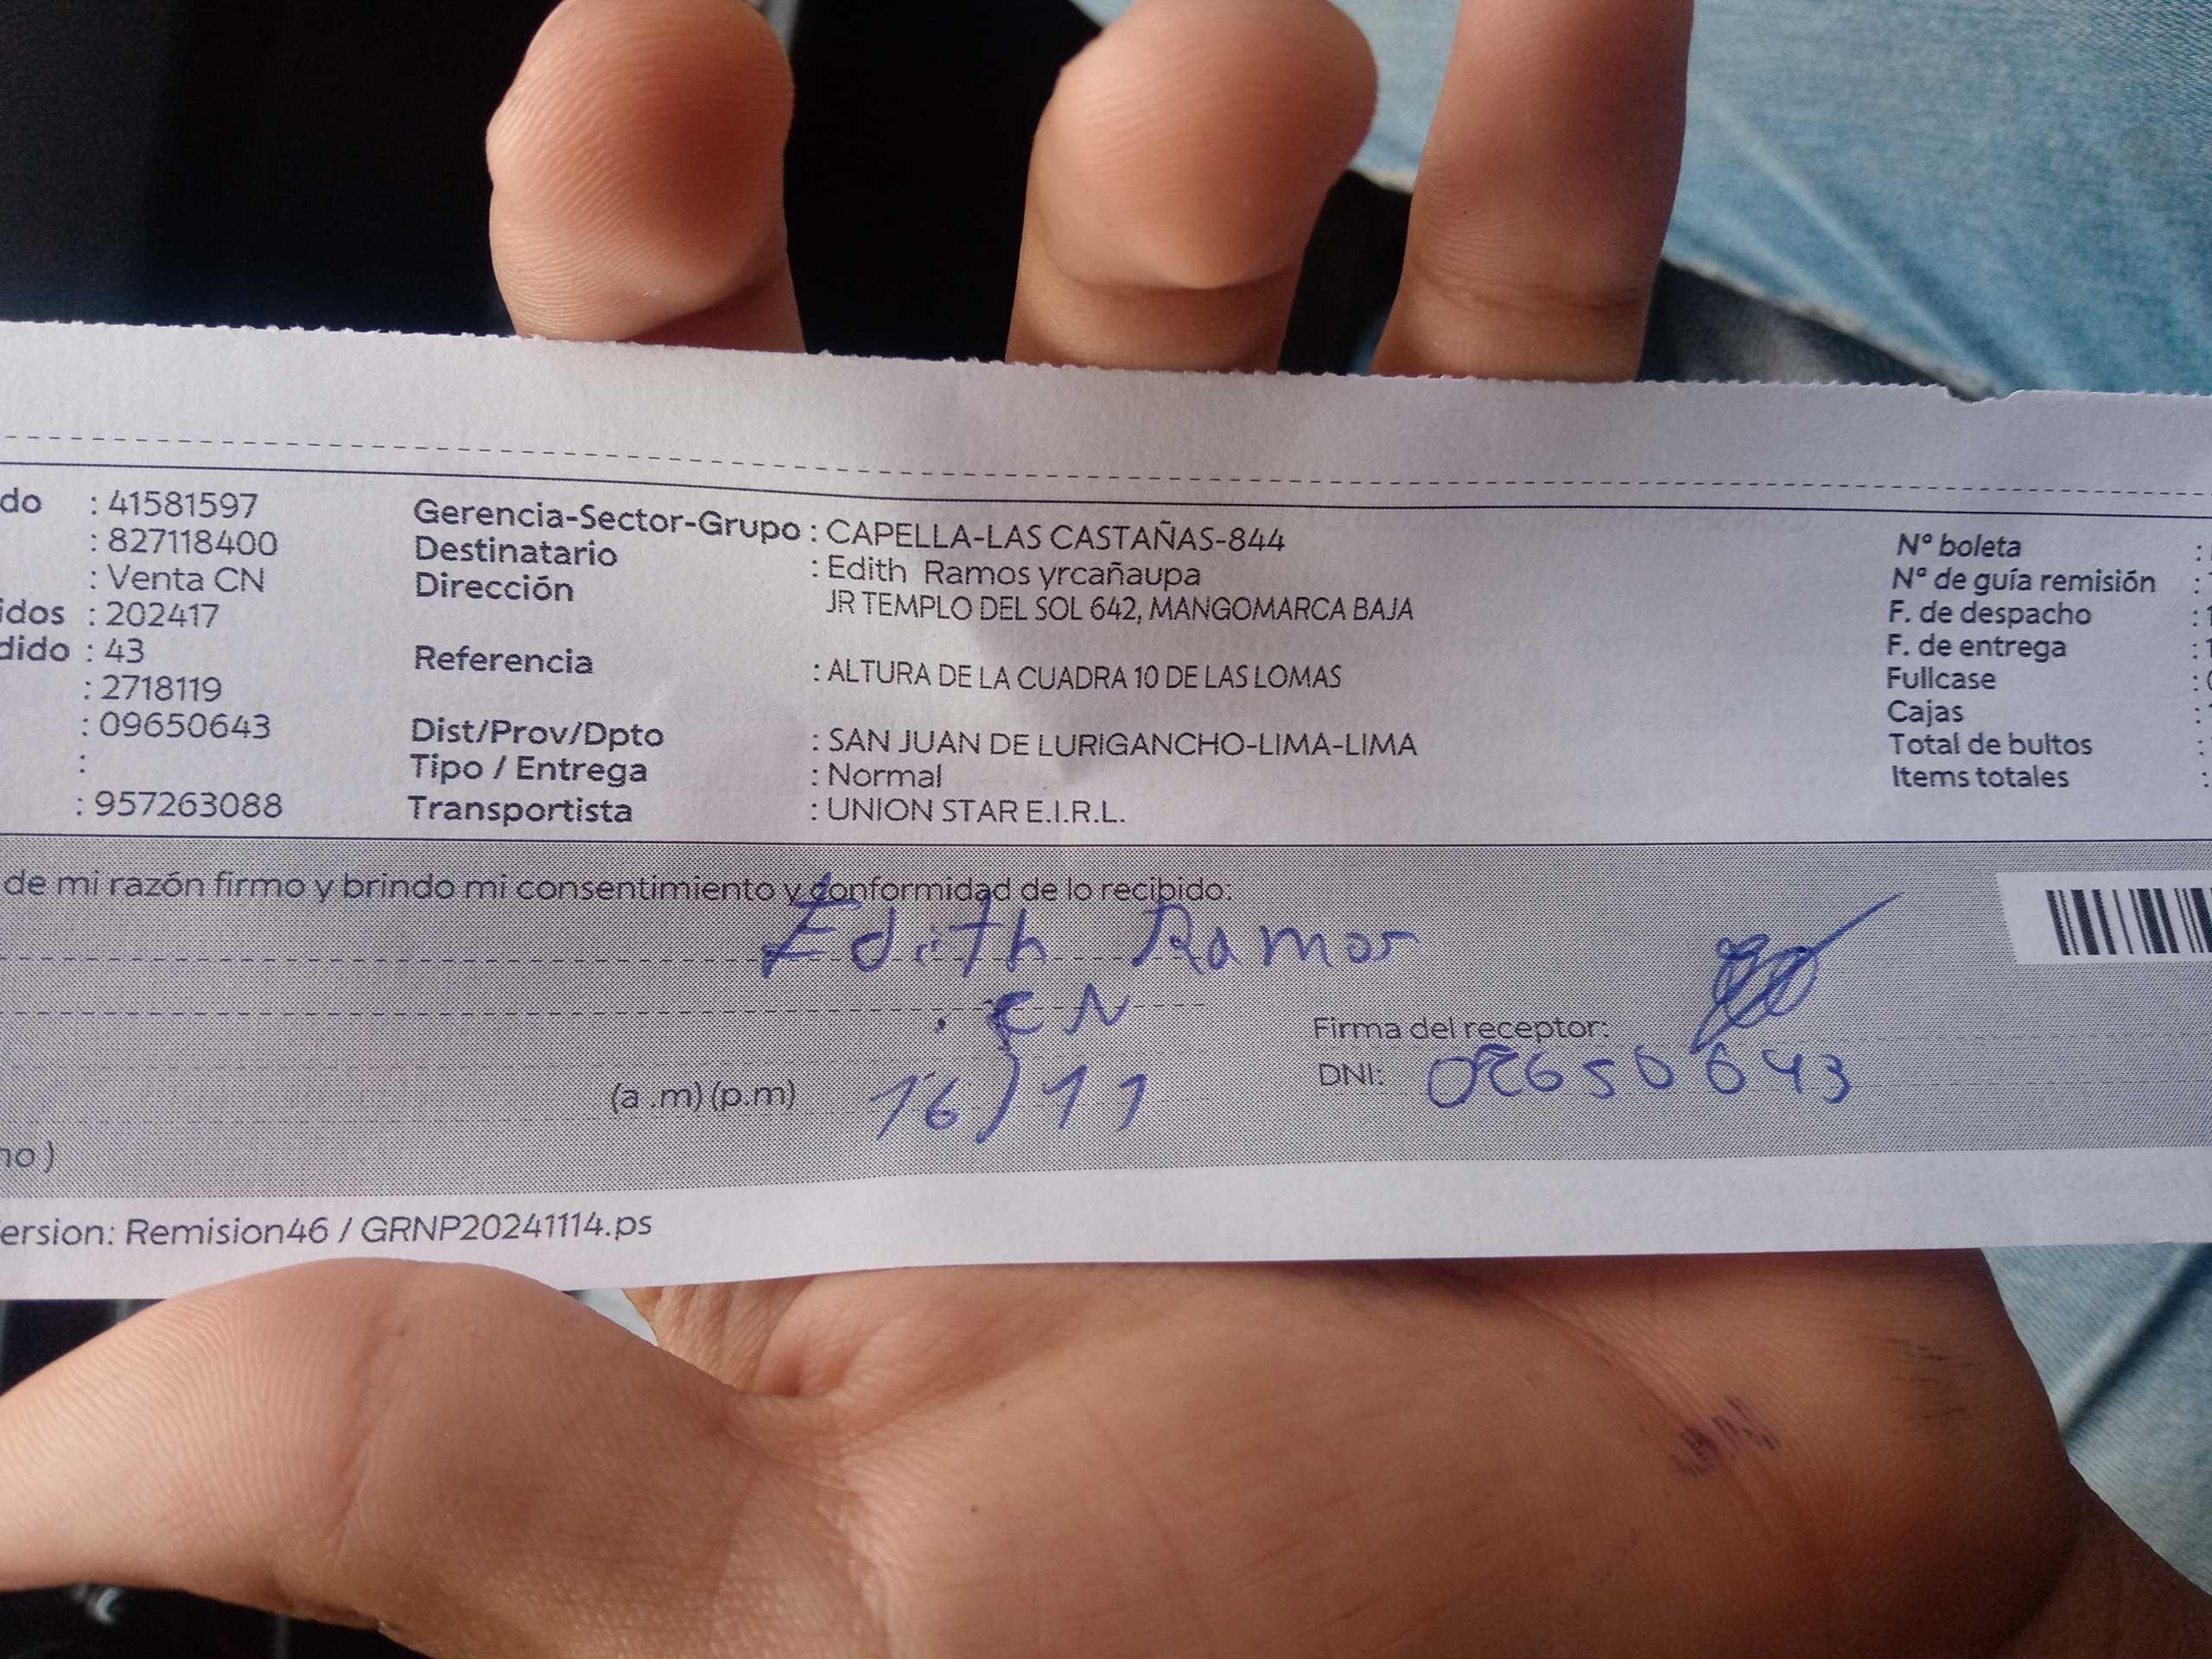 do : 41581597
: 827118400
: Venta CN
idos : 202417
dido : 43
: 2718119
: 09650643
:
: 957263088
Gerencia-Sector-Grupo : CAPELLA-LAS CASTAÑAS-844
Destinatario : Edith Ramos yrcañaupa
Dirección JR TEMPLO DEL SOL 642, MANGOMARCA BAJA
Referencia : ALTURA DE LA CUADRA 10 DE LAS LOMAS
Dist/Prov/Dpto : SAN JUAN DE LURIGANCHO-LIMA-LIMA
Tipo / Entrega : Normal
Transportista : UNION STAR E.I.R.L.
Nº boleta :
Nº de guía remisión :
F. de despacho : 1
F. de entrega : 1
Fullcase :
Cajas :
Total de bultos :
Items totales :
de mi razón firmo y brindo mi consentimiento y conformidad de lo recibido:
Edith Ramos
. CN
Firma del receptor:
(a .m) (p.m) 16/11
DNI: 09650643
no )
ersion: Remision46 / GRNP20241114.ps